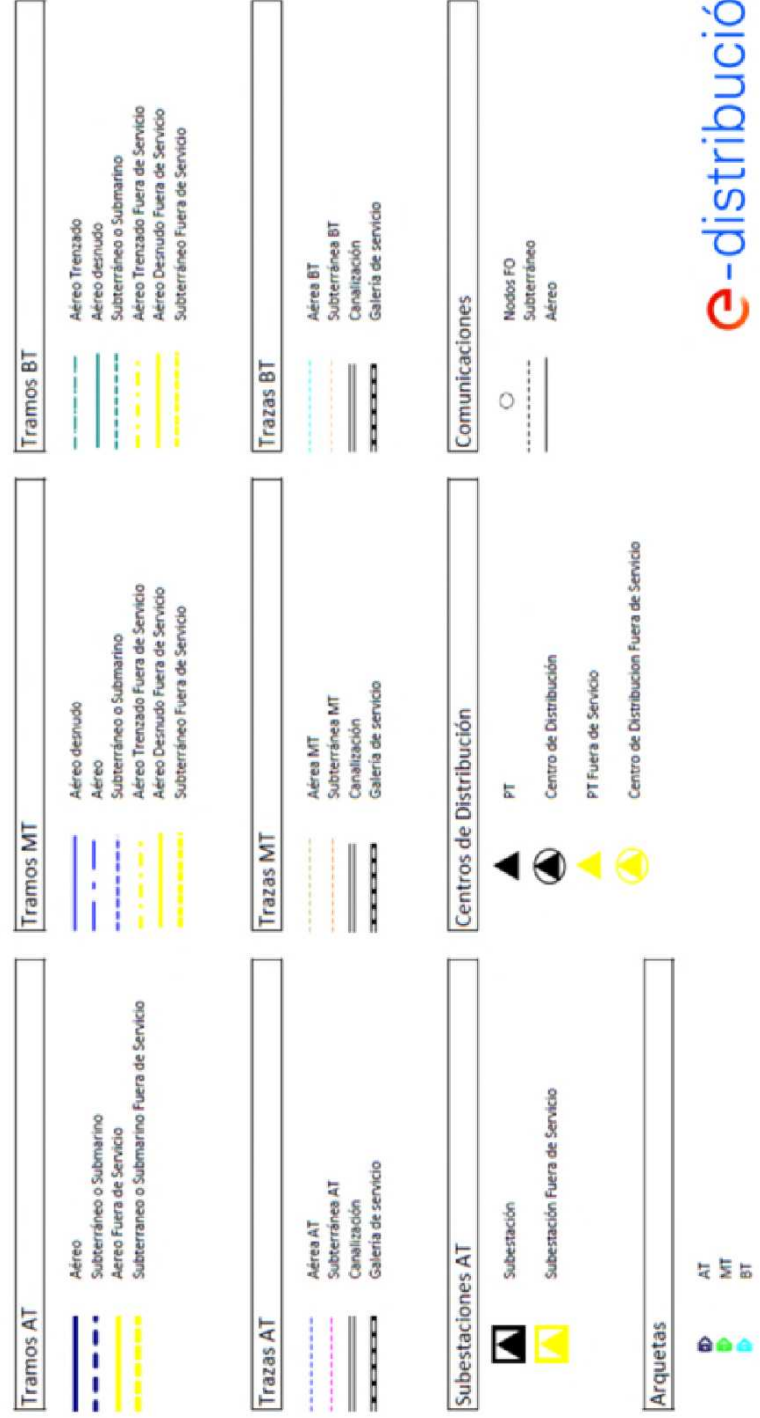 Tramos AT
Aéreo
Subterráneo o Submarino
Aereo Fuera de Servicio
Subterraneo o Submarino Fuera de Servicio
Tramos MT
Aéreo desnudo
Aéreo
Subterráneo o Submarino
Aéreo Trenzado Fuera de Servicio
Aéreo Desnudo Fuera de Servicio
Subterráneo Fuera de Servicio
Tramos BT
Aéreo Trenzado
Aéreo desnudo
Subterráneo o Submarino
Aéreo Trenzado Fuera de Servicio
Aéreo Desnudo Fuera de Servicio
Subterráneo Fuera de Servicio
Trazas AT
Aérea AT
Subterránea AT
Canalización
Galería de servicio
Trazas MT
Aérea MT
Subterránea MT
Canalización
Galería de servicio
Trazas BT
Aérea BT
Subterránea BT
Canalización
Galería de servicio
Subestaciones AT
Subestación
Subestación Fuera de Servicio
Centros de Distribución
PT
Centro de Distribución
PT Fuera de Servicio
Centro de Distribucion Fuera de Servicio
Comunicaciones
Nodos FO
Subterráneo
Aéreo
Arquetas
AT
MT
BT
e-distribució